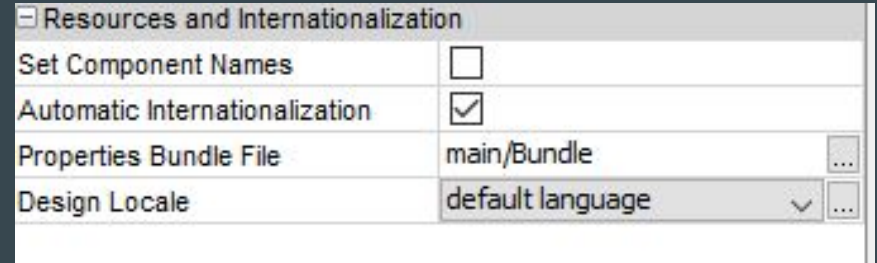 Resources and Internationalization
Set Component Names
Automatic Internationalization
Properties Bundle File main/Bundle ...
Design Locale default language ...